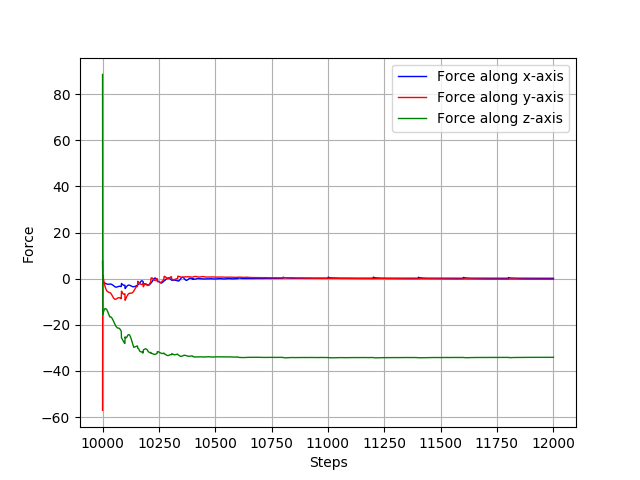 Force along x-axis
Force along y-axis
Force along z-axis
80
60
40
20
0
−20
−40
−60
Force
10000 10250 10500 10750 11000 11250 11500 11750 12000
Steps